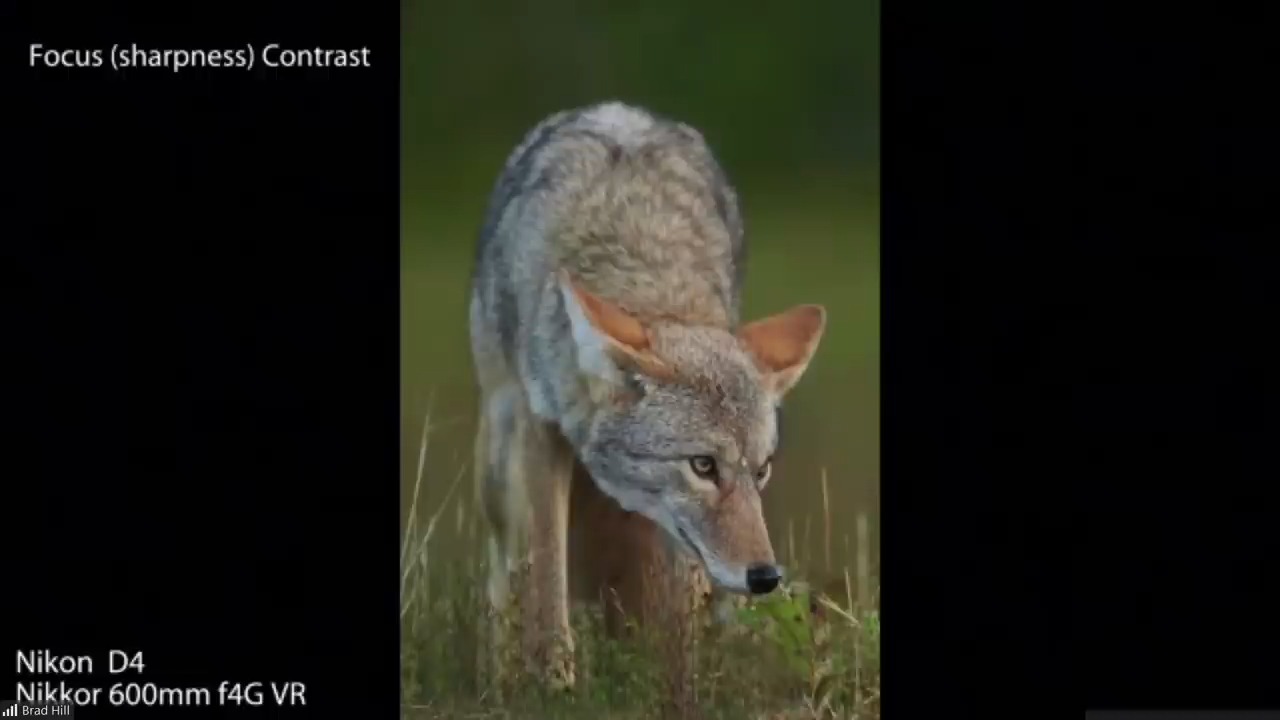 Focus (sharpness) Contrast
Nikon D4
Nikkor 600mm f4G VR
Brad Hill